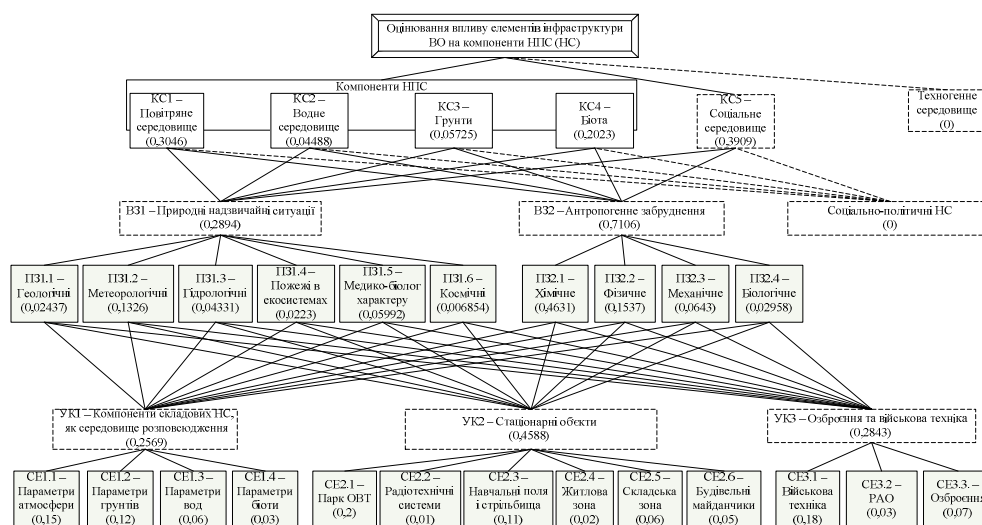 Оцінювання впливу елементів інфраструктури
ВО на компоненти НПС (НС)
Компоненти НПС
КС1 –
Повітряне
середовище
(0,3046)
КС2 –
Водне
середовище
(0,04488)
КС3 –
Ґрунти
(0,05725)
КС4 –
Біота
(0,2023)
КС5 –
Соціальне
середовище
(0,3909)
Техногенне
середовище
(0)
ВЗ1 – Природні надзвичайні ситуації
(0,2894)
ВЗ2 – Антропогенне забруднення
(0,7106)
Соціально-політичні НС
(0)
ПЗ1.1 –
Геологічні
(0,02437)
ПЗ1.2 –
Метеорологічні
(0,1326)
ПЗ1.3 –
Гідрологічні
(0,04331)
ПЗ1.4 –
Пожежі в
екосистемах
(0,0223)
ПЗ1.5 –
Медико-біолог
характеру
(0,05992)
ПЗ1.6 –
Космічні
(0,006854)
ПЗ2.1 –
Хімічне
(0,4631)
ПЗ2.2 –
Фізичне
(0,1537)
ПЗ2.3 –
Механічне
(0,0643)
ПЗ2.4 –
Біологічне
(0,02958)
УК1 – Компоненти складових НС,
як середовище розповсюдження
(0,2569)
УК2 – Стаціонарні об'єкти
(0,4588)
УК3 – Озброєння та військова техніка
(0,2843)
СЕ1.1 –
Параметри
атмосфери
(0,15)
СЕ1.2 –
Параметри
ґрунтів
(0,12)
СЕ1.3 –
Параметри
вод
(0,06)
СЕ1.4 –
Параметри
біоти
(0,03)
СЕ2.1 –
Парк ОВТ
(0,2)
СЕ2.2 –
Радіотехнічні
системи
(0,01)
СЕ2.3 –
Навчальні поля
і стрільбища
(0,11)
СЕ2.4 –
Житлова
зона
(0,02)
СЕ2.5 –
Складська
зона
(0,06)
СЕ2.6 –
Будівельні
майданчики
(0,05)
СЕ3.1 –
Військова
техніка
(0,18)
СЕ3.2 –
РАО
(0,03)
СЕ3.3. –
Озброєння
(0,07)